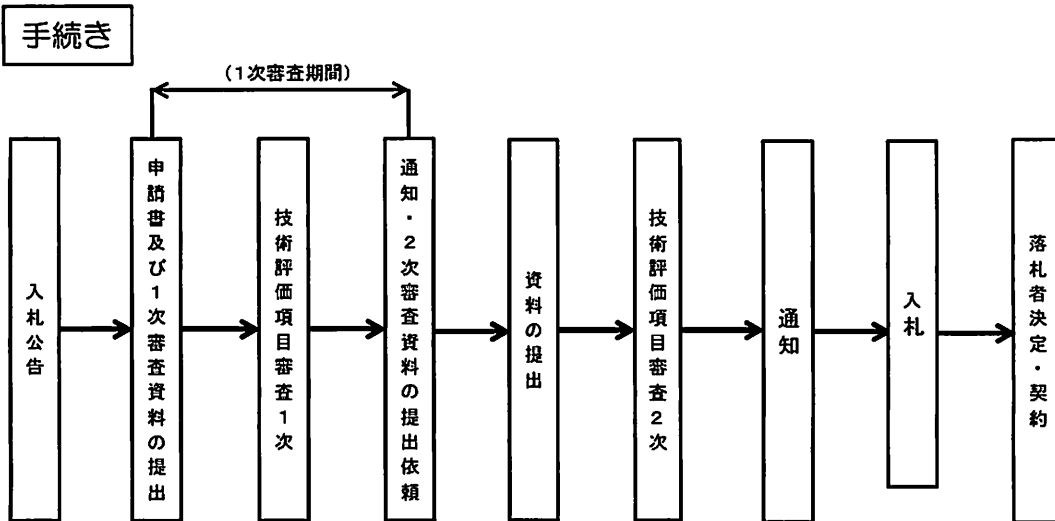 手続き
(1次審査期間)
入札公告
申請書及び1次審査資料の提出
技術評価項目審査1次
通知・2次審査資料の提出依頼
資料の提出
技術評価項目審査2次
通知
入札
落札者決定・契約